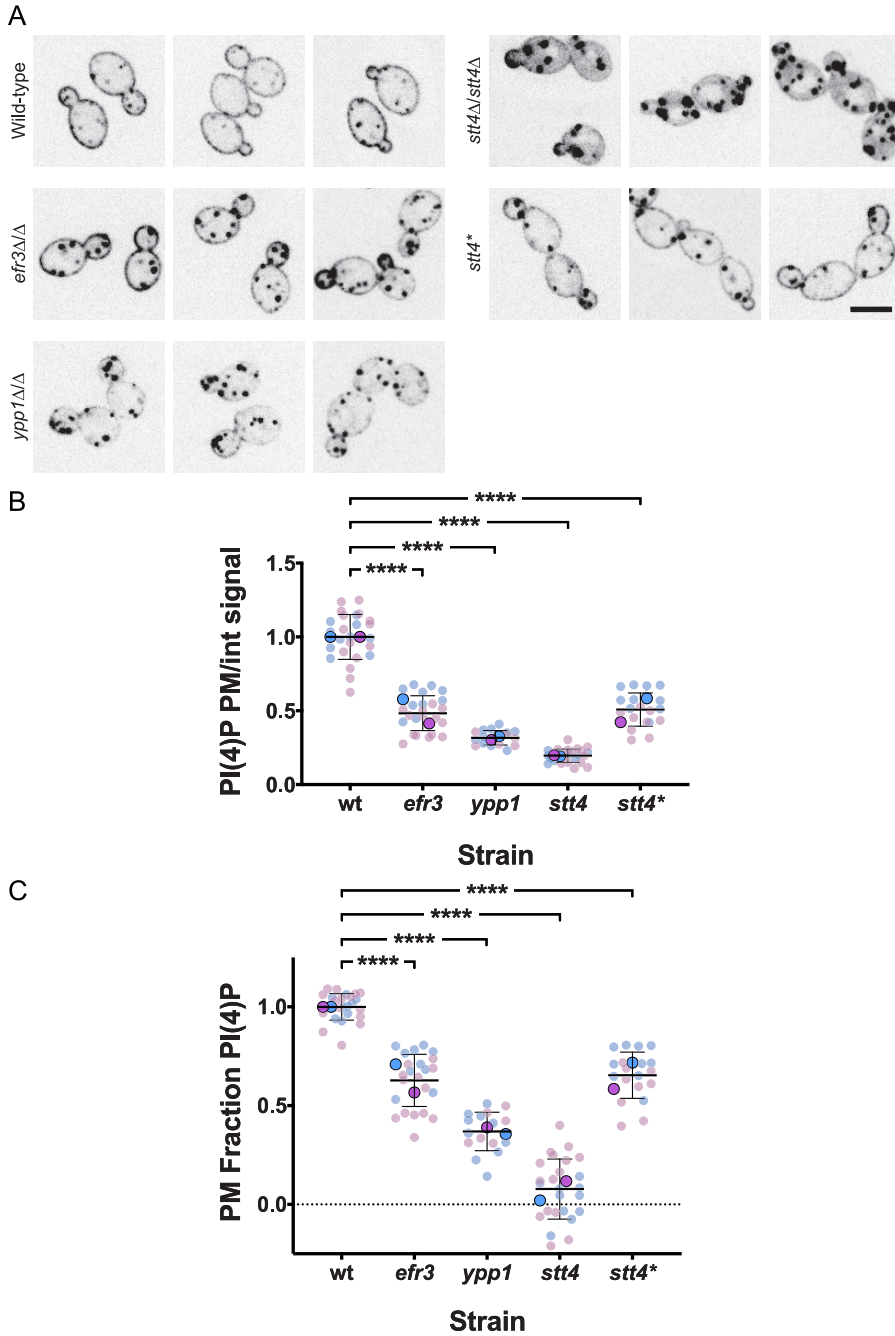 A
Wild-type
stt4Δ/stt4Δ
efr3Δ/Δ
stt4*
ypp1Δ/Δ
B
****
****
****
****
PI(4)P PM/int signal
1.5
1.0
0.5
0.0
wt efr3 ypp1 stt4 stt4*
Strain
C
****
****
****
****
PM Fraction PI(4)P
1.0
0.5
0.0
wt efr3 ypp1 stt4 stt4*
Strain